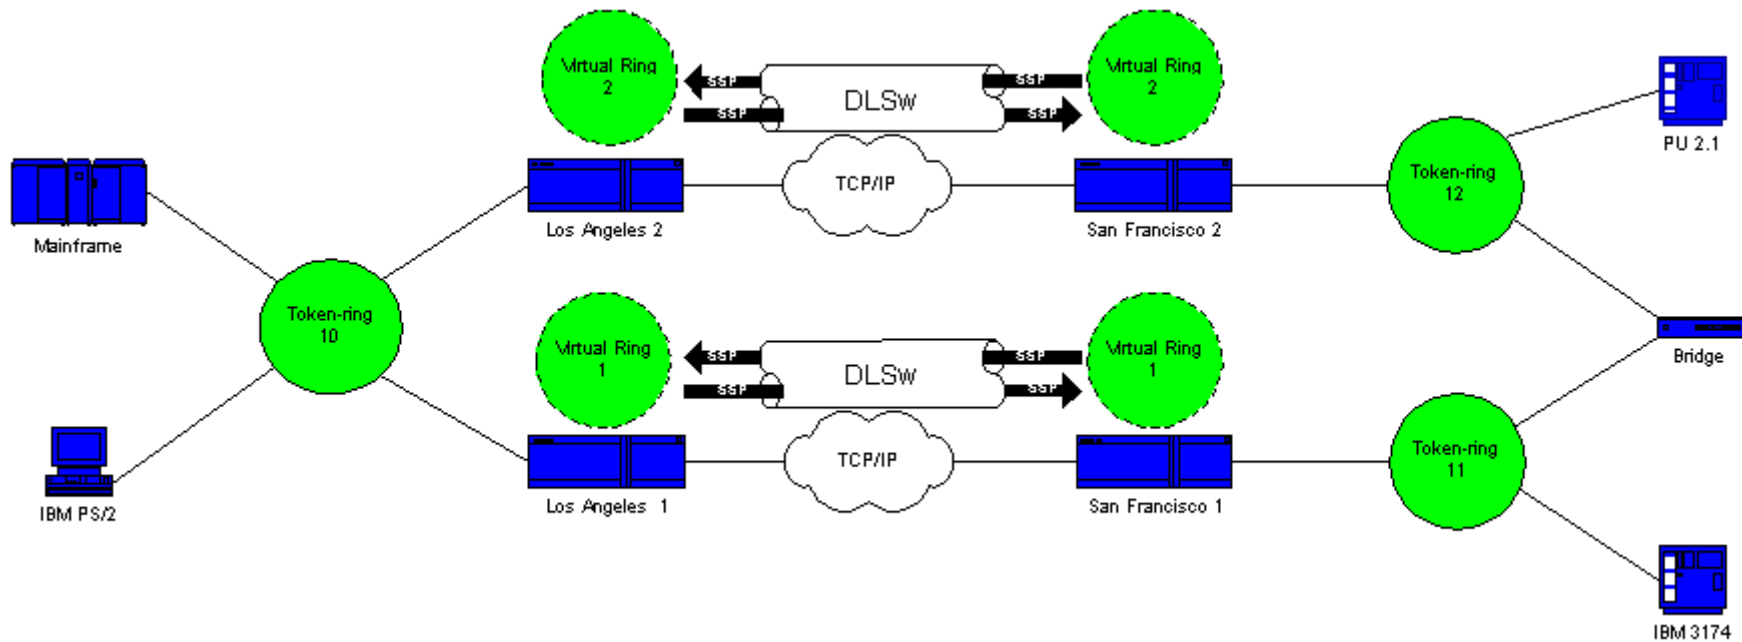 Virtual Ring
2
SSP
SSP
DLSw
SSP
SSP
Virtual Ring
2
PU 2.1
Mainframe
Los Angeles 2
TCP/IP
San Francisco 2
Token-ring
12
Token-ring
10
Virtual Ring
1
SSP
SSP
DLSw
SSP
SSP
Virtual Ring
1
Bridge
IBM PS/2
Los Angeles 1
TCP/IP
San Francisco 1
Token-ring
11
IBM 3174